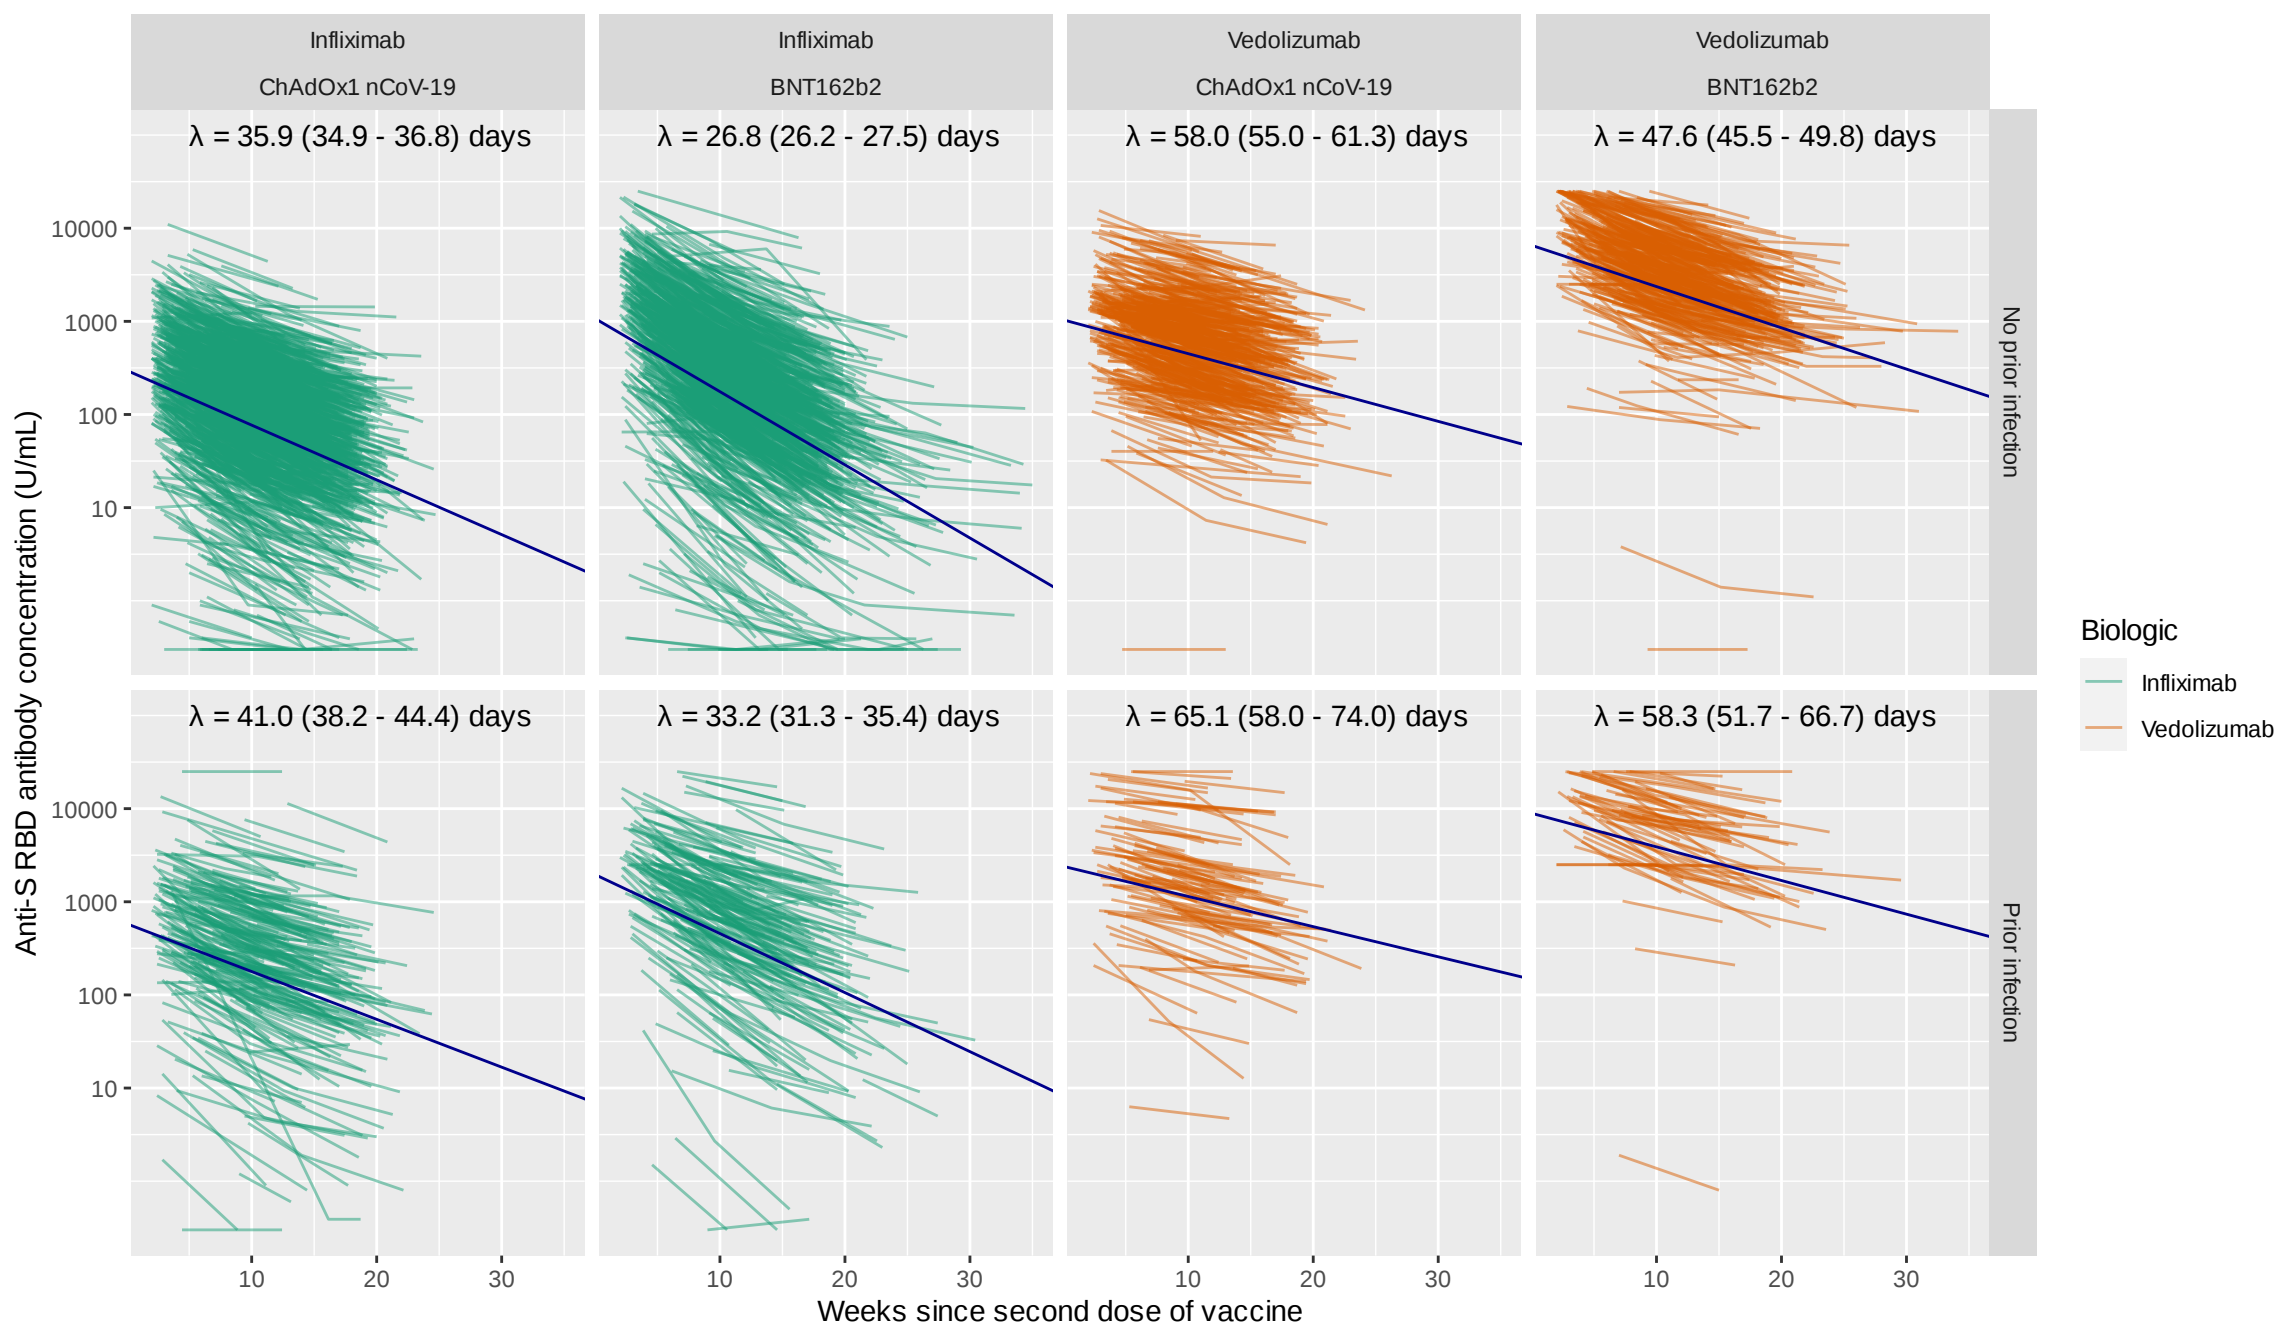 Infliximab
Infliximab
Vedolizumab
Vedolizumab
ChAdOx1 nCoV-19
BNT162b2
ChAdOx1 nCoV-19
BNT162b2
λ = 35.9 (34.9 - 36.8) days
λ = 26.8 (26.2 - 27.5) days
λ = 58.0 (55.0 - 61.3) days
λ = 47.6 (45.5 - 49.8) days
10000
1000
100
10
No prior infection
λ = 41.0 (38.2 - 44.4) days
λ = 33.2 (31.3 - 35.4) days
λ = 65.1 (58.0 - 74.0) days
λ = 58.3 (51.7 - 66.7) days
10000
1000
100
10
Prior infection
10 20 30
10 20 30
10 20 30
10 20 30
Weeks since second dose of vaccine
Anti-S RBD antibody concentration (U/mL)
Biologic
Infliximab
Vedolizumab